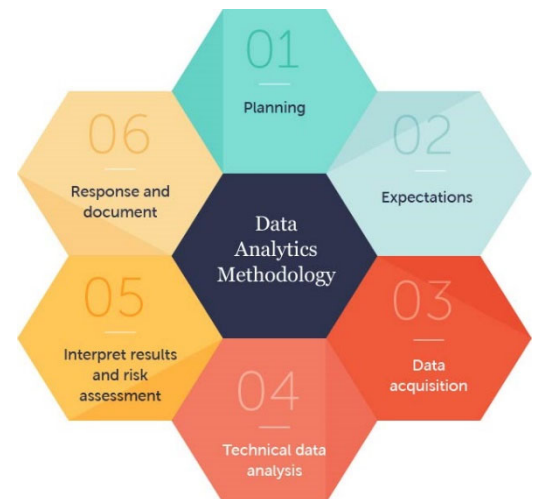 01
Planning
02
Expectations
03
Data
acquisition
04
Technical data
analysis
05
Interpret results
and risk
assessment
06
Response and
document
Data
Analytics
Methodology